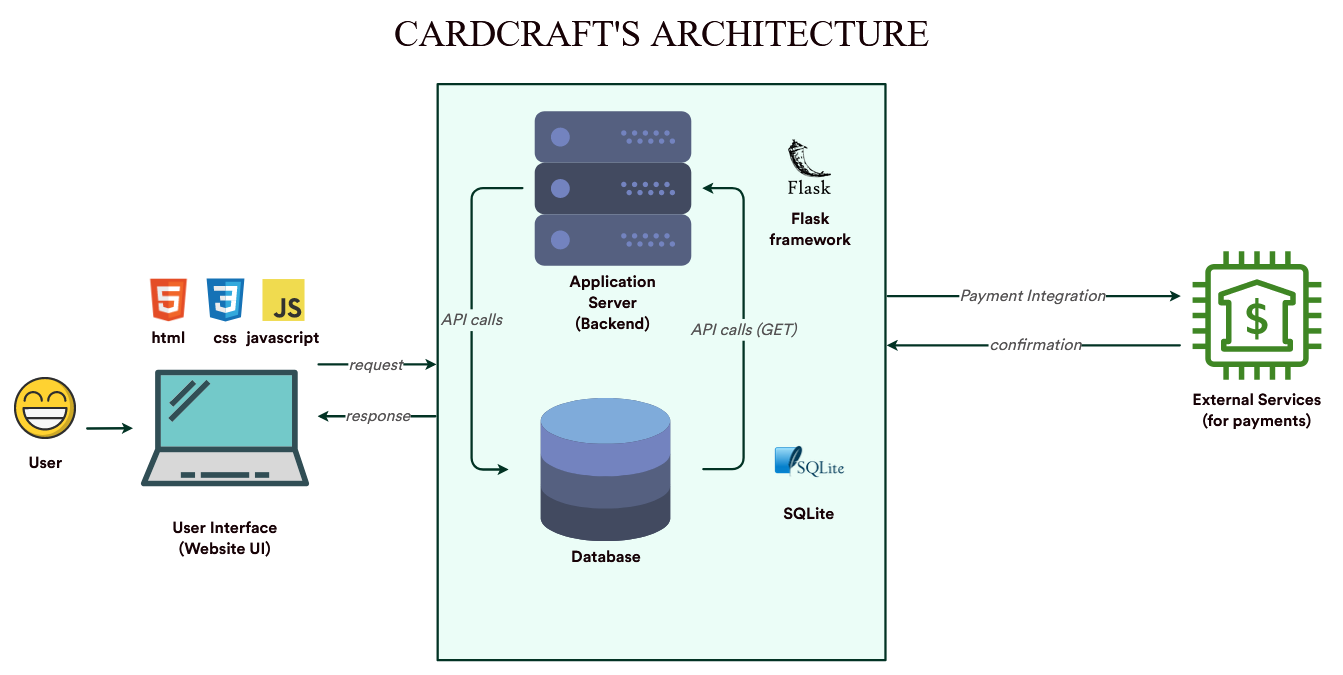 CARDCRAFT'S ARCHITECTURE
Flask
Flask
framework
Application
Server
(Backend)
API calls
API calls (GET)
Payment Integration
confirmation
JS
html
css
javascript
request
response
External Services
(for payments)
User
User Interface
(Website UI)
SQLite
SQLite
Database
5
3
$